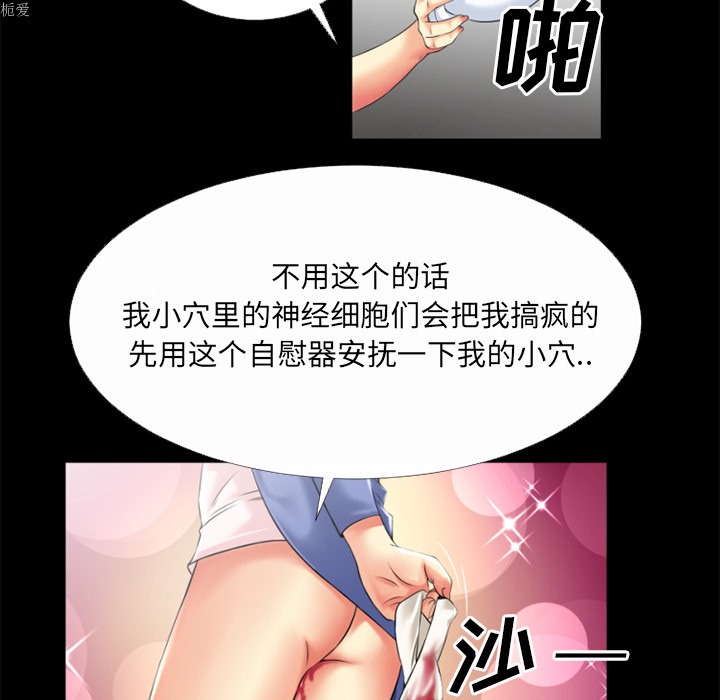 栀爱
啪
不用这个的话
我小穴里的神经细胞们会把我搞疯的
先用这个自慰器安抚一下我的小穴..
沙一